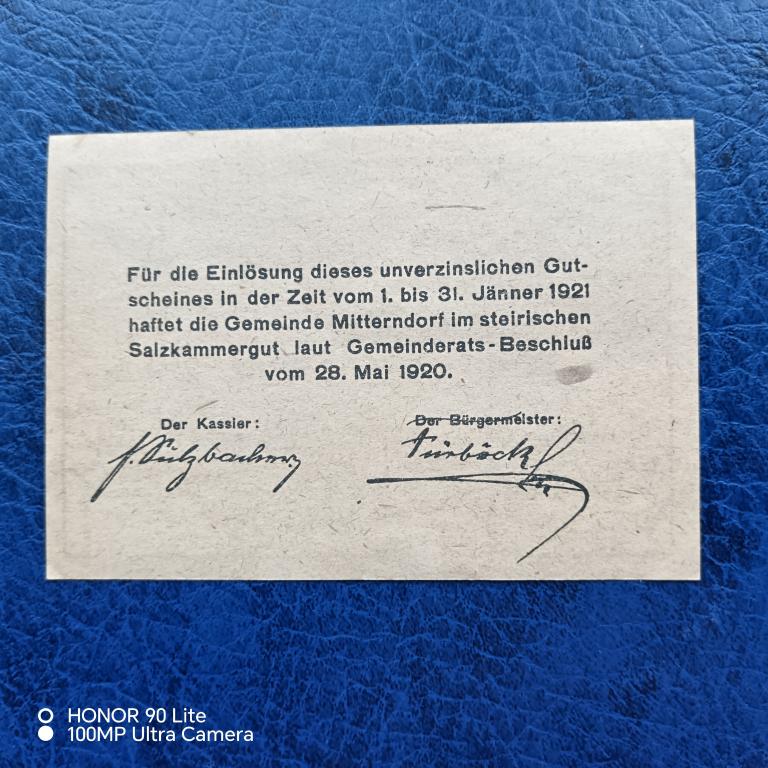 Für die Einlösung dieses unverzinslichen Gut-
scheines in der Zeit vom 1. bis 31. Jänner 1921
haftet die Gemeinde Mitterndorf im steirischen
Salzkammergut laut Gemeinderats-Beschluß
vom 28. Mai 1920.
Der Kassier:
Der Bürgermeister:
HONOR 90 Lite
100MP Ultra Camera